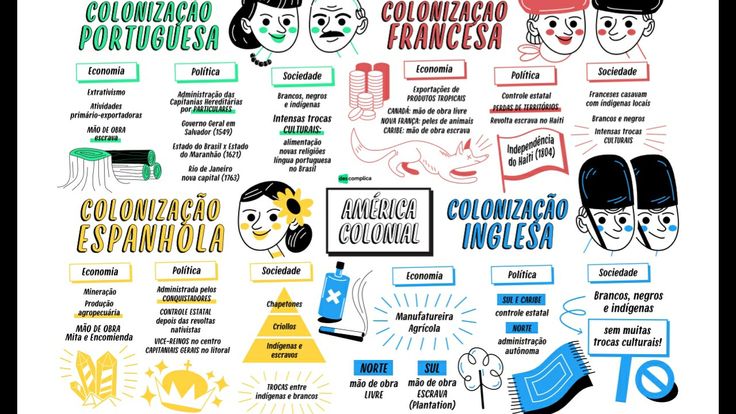 COLONIZAÇÃO
PORTUGUESA
Economia
Extrativismo
Atividades
primário-exportadoras
MÃO DE OBRA
escrava
Política
Administração das
Capitanias Hereditárias
por PARTICULARES
Governo Geral em
Salvador (1549)
Estado do Brasil x Estado
do Maranhão (1621)
Rio de Janeiro
nova capital (1763)
Sociedade
Brancos, negros
e indígenas
Intensas trocas
CULTURAIS:
alimentação
novas religiões
língua portuguesa
no Brasil
COLONIZAÇÃO
FRANCESA
Economia
Exportações de
PRODUTOS TROPICAIS
CANADÁ: mão de obra livre
NOVA FRANÇA: peles de animais
CARIBE: mão de obra escrava
Política
Controle estatal
PERDAS DE TERRITÓRIOS
Revolta escrava no Haiti
Independência
do Haiti (1804)
Sociedade
Franceses casavam
com indígenas locais
Brancos e negros
Intensas trocas
CULTURAIS
descomplica
AMÉRICA
COLONIAL
COLONIZAÇÃO
ESPANHOLA
Economia
Mineração
Produção
agropecuária
MÃO DE OBRA
Mita e Encomienda
Política
Administrada pelos
CONQUISTADORES
CONTROLE ESTATAL
depois das revoltas
nativistas
VICE-REINOS no centro
CAPITANIAIS GERAIS no litoral
Sociedade
Chapetones
Criollos
Indígenas e
escravos
TROCAS entre
indígenas e brancos
COLONIZAÇÃO
INGLESA
Economia
Manufatureira
Agrícola
NORTE
mão de obra
LIVRE
SUL
mão de obra
ESCRAVA
(Plantation)
Política
SUL E CARIBE
controle estatal
NORTE
administração
autônoma
Sociedade
Brancos, negros
e indígenas
sem muitas
trocas culturais!